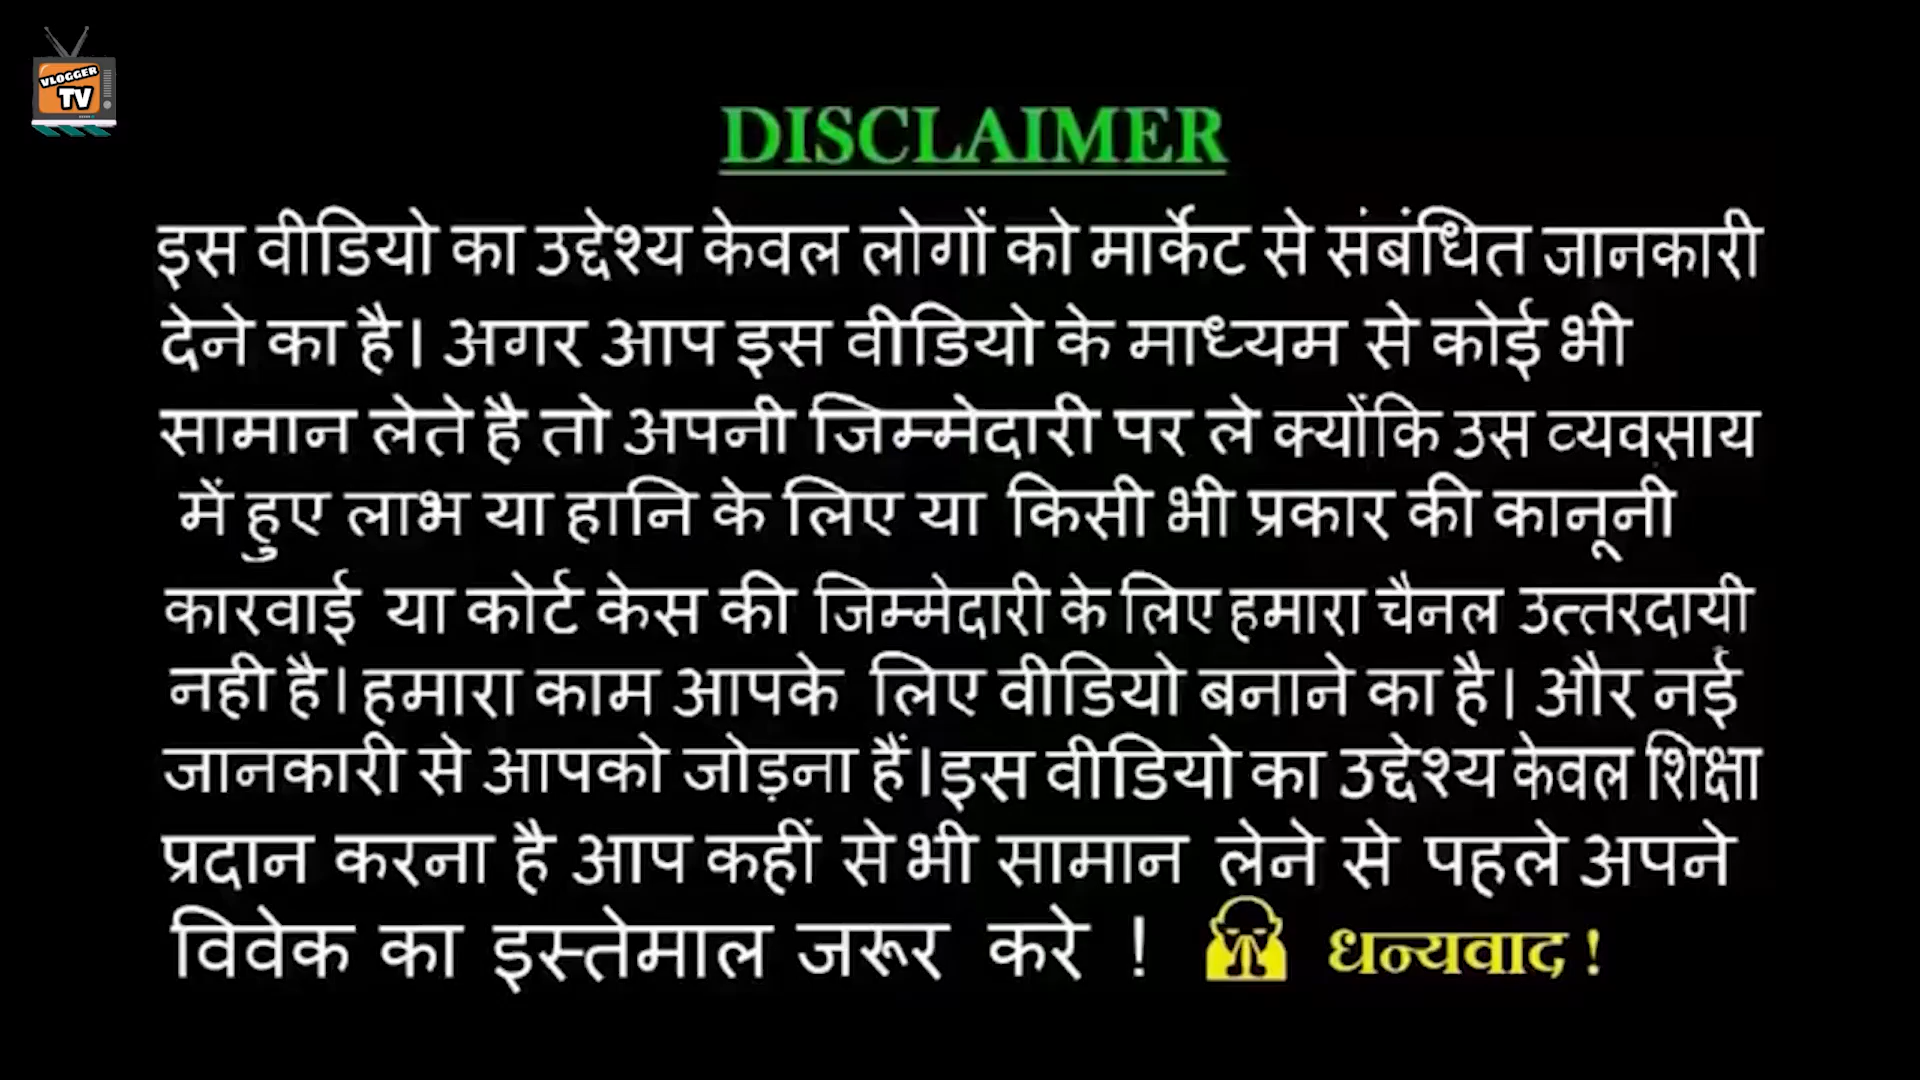 VLOGGER
TV
DISCLAIMER
इस वीडियो का उद्देश्य केवल लोगों को मार्केट से संबंधित जानकारी
देने का है। अगर आप इस वीडियो के माध्यम से कोई भी
सामान लेते है तो अपनी जिम्मेदारी पर ले क्योंकि उस व्यवसाय
में हुए लाभ या हानि के लिए या किसी भी प्रकार की कानूनी
कारवाई या कोर्ट केस की जिम्मेदारी के लिए हमारा चैनल उत्तरदायी
नही है। हमारा काम आपके लिए वीडियो बनाने का है। और नई
जानकारी से आपको जोड़ना हैं।इस वीडियो का उद्देश्य केवल शिक्षा
प्रदान करना है आप कहीं से भी सामान लेने से पहले अपने
विवेक का इस्तेमाल जरूर करे ! धन्यवाद !